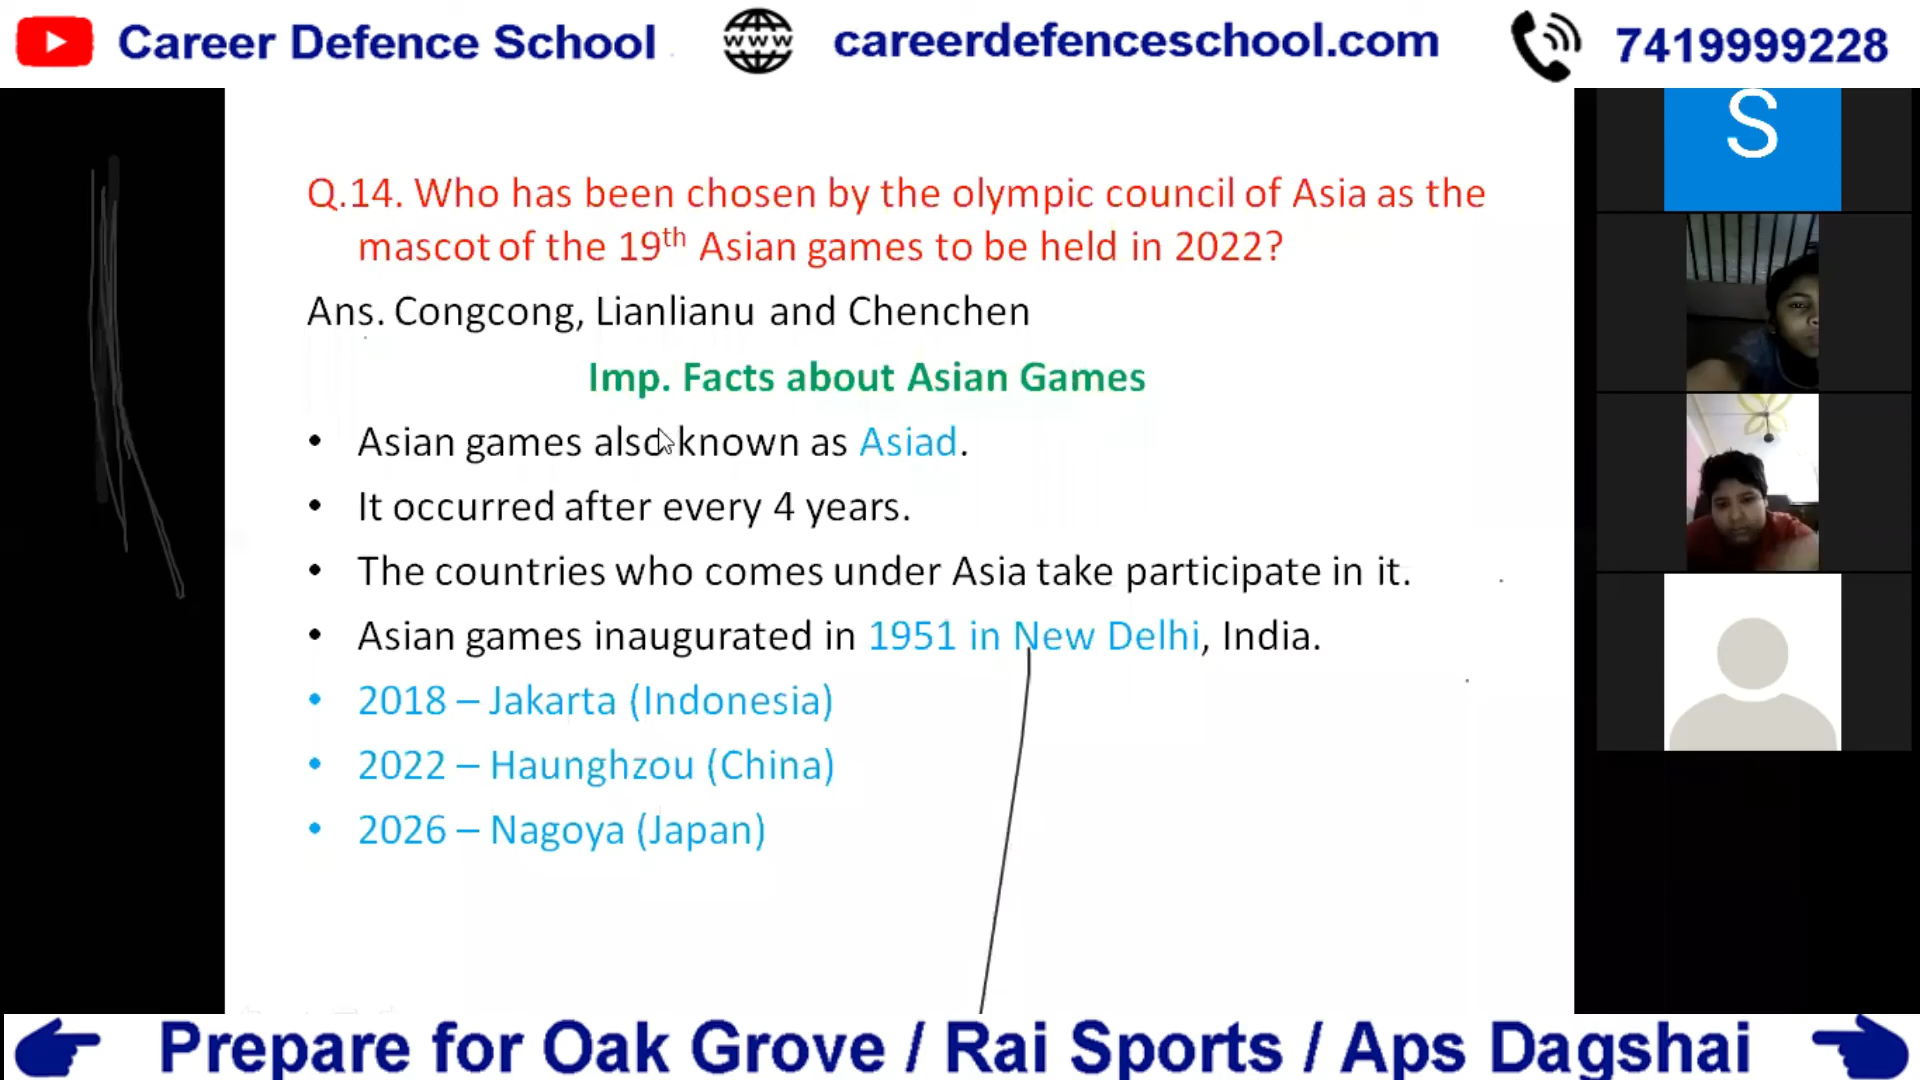 Career Defence School
www
careerdefenceschool.com
7419999228
S
Q.14. Who has been chosen by the olympic council of Asia as the
mascot of the 19th Asian games to be held in 2022?
Ans. Congcong, Lianlianu and Chenchen
Imp. Facts about Asian Games
• Asian games also known as Asiad.
• It occurred after every 4 years.
• The countries who comes under Asia take participate in it.
• Asian games inaugurated in 1951 in New Delhi, India.
• 2018 – Jakarta (Indonesia)
• 2022 – Haunghzou (China)
• 2026 – Nagoya (Japan)
Prepare for Oak Grove / Rai Sports / Aps Dagshai